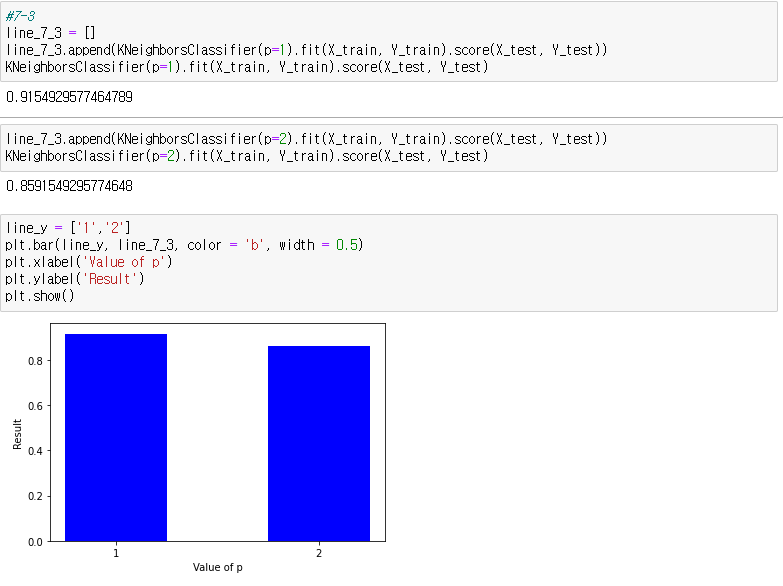 #7-3
line_7_3 = []
line_7_3.append(KNeighborsClassifier(p=1).fit(X_train, Y_train).score(X_test, Y_test))
KNeighborsClassifier(p=1).fit(X_train, Y_train).score(X_test, Y_test)
0.9154929577464789
line_7_3.append(KNeighborsClassifier(p=2).fit(X_train, Y_train).score(X_test, Y_test))
KNeighborsClassifier(p=2).fit(X_train, Y_train).score(X_test, Y_test)
0.8591549295774648
line_y = ['1','2']
plt.bar(line_y, line_7_3, color = 'b', width = 0.5)
plt.xlabel('Value of p')
plt.ylabel('Result')
plt.show()
0.8
0.6
0.4
0.2
0.0
Result
1 2
Value of p